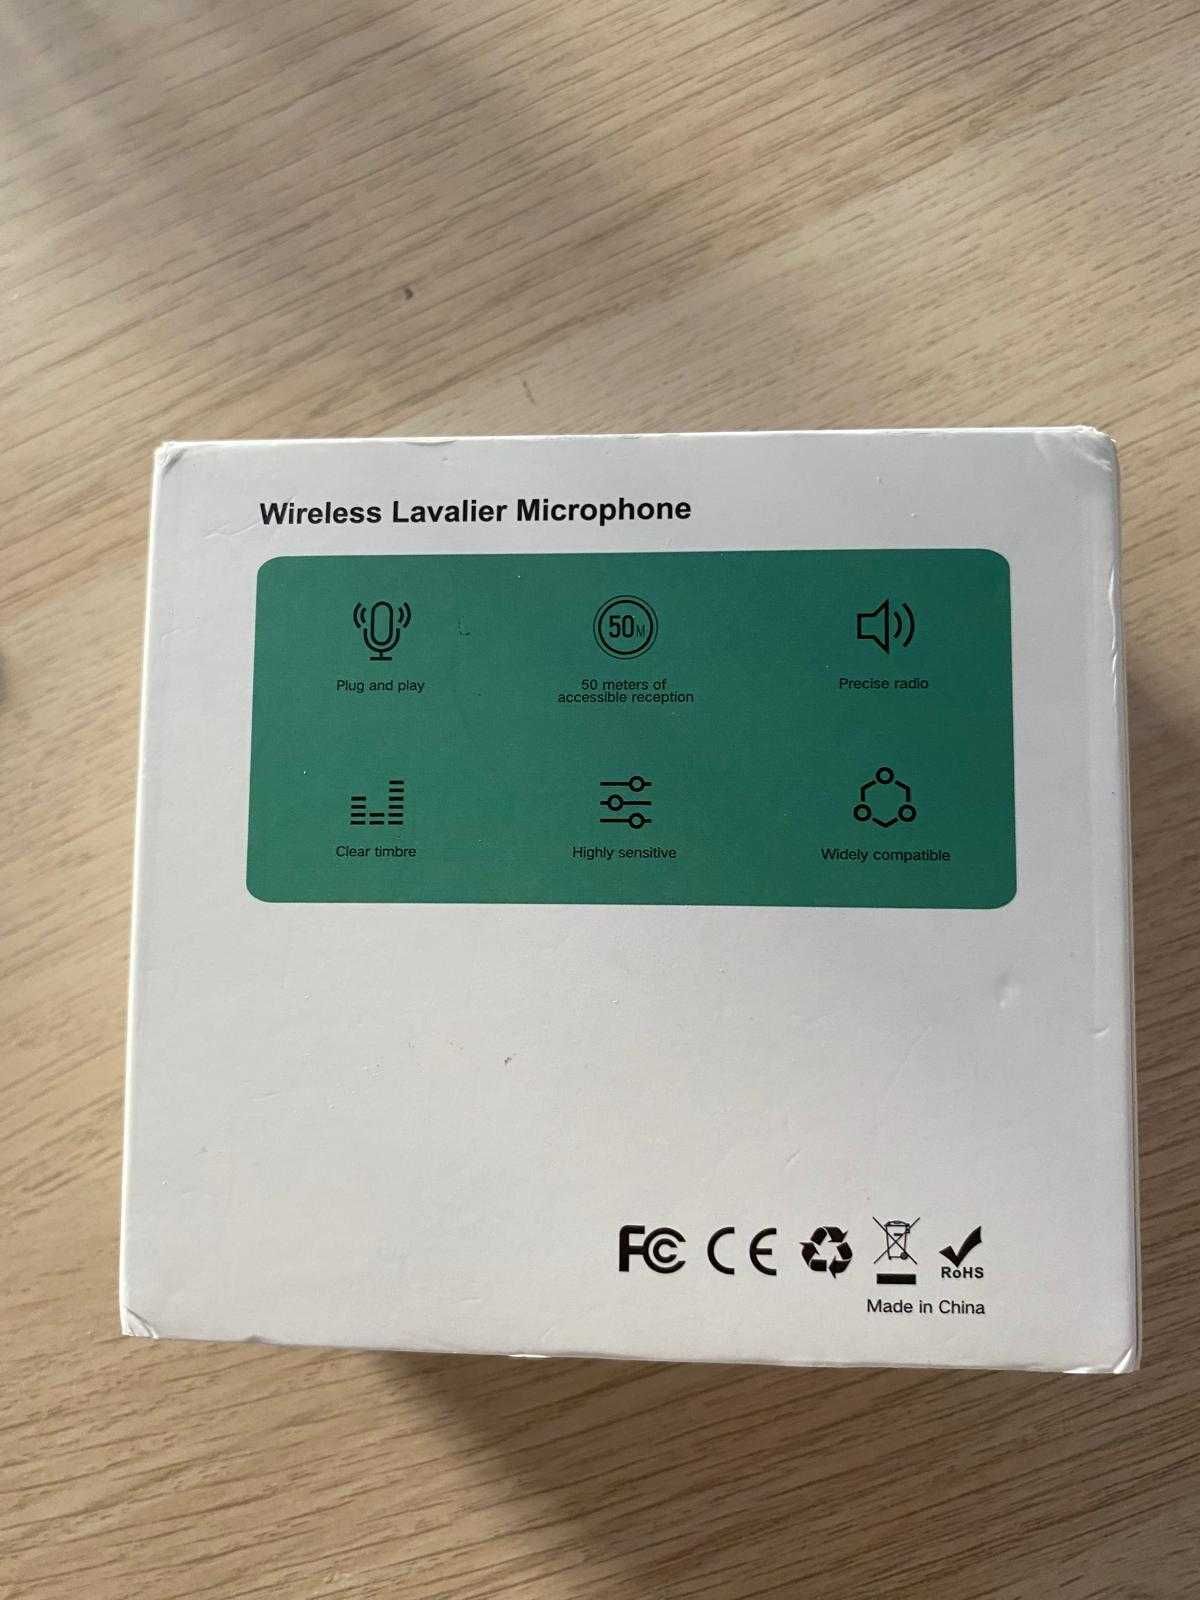 Wireless Lavalier Microphone
50M
Plug and play
50 meters of
accessible reception
Precise radio
Clear timbre
Highly sensitive
Widely compatible
FC CE
RoHS
Made in China